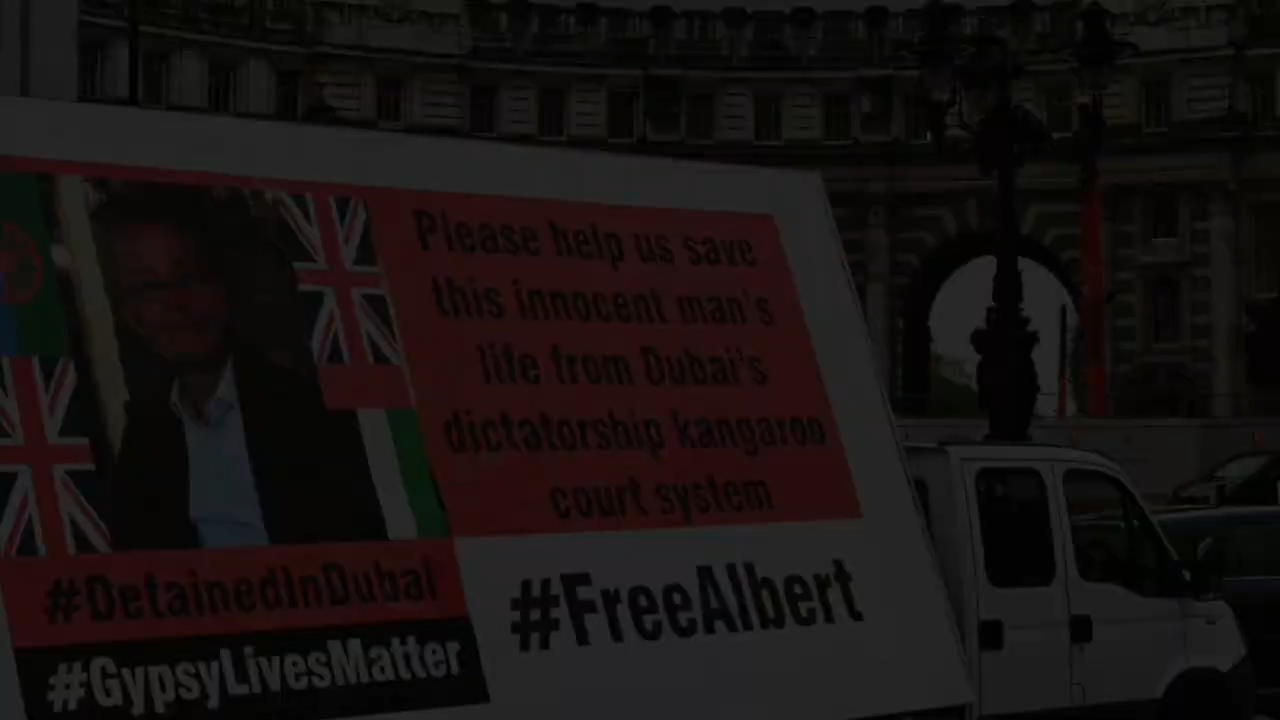 Please help us save
this innocent man's
life from Dubai's
dictatorship kangaroo
court system
#DetainedInDubai
#FreeAlbert
#GypsyLivesMatter